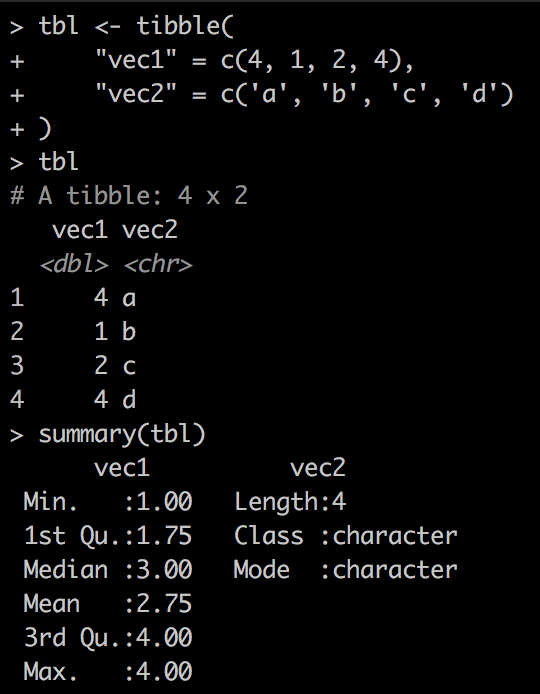 > tbl <- tibble(
+     "vec1" = c(4, 1, 2, 4),
+     "vec2" = c('a', 'b', 'c', 'd')
+ )
> tbl
# A tibble: 4 x 2
   vec1 vec2
  <dbl> <chr>
1     4 a
2     1 b
3     2 c
4     4 d
> summary(tbl)
      vec1          vec2
 Min.   :1.00   Length:4
 1st Qu.:1.75   Class :character
 Median :3.00   Mode  :character
 Mean   :2.75
 3rd Qu.:4.00
 Max.   :4.00